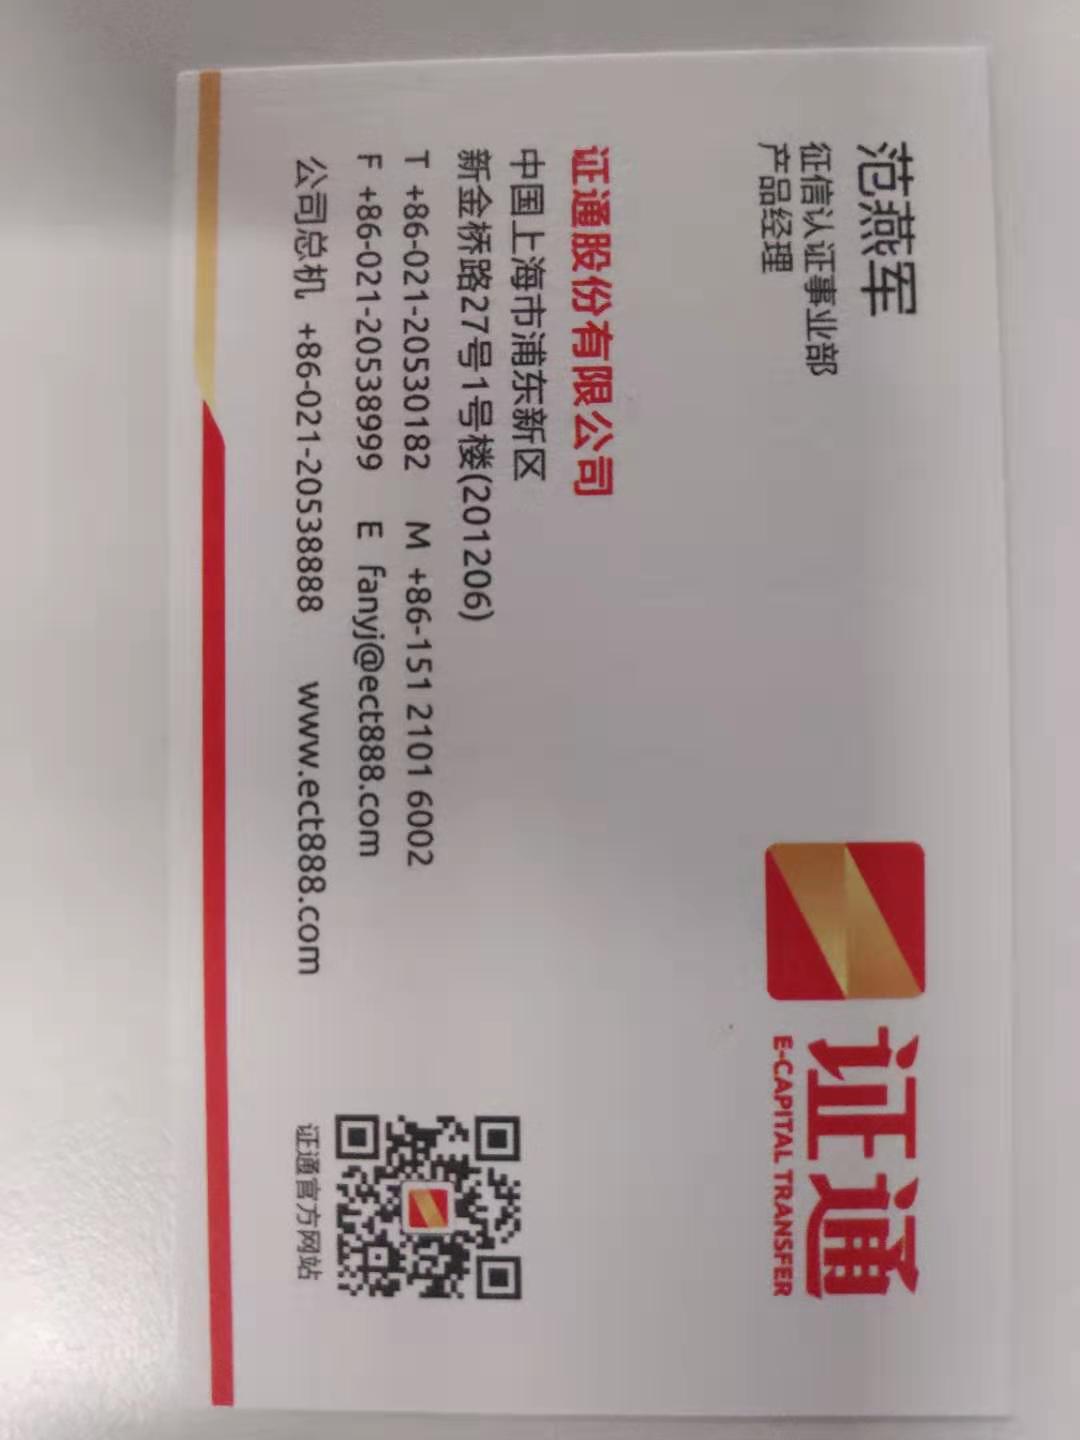 范燕军
征信认证事业部
产品经理
证通
E-CAPITAL TRANSFER
证通股份有限公司
中国上海市浦东新区
新金桥路27号1号楼(201206)
T +86-021-20530182 M +86-151 2101 6002
F +86-021-20538999 E fanyj@ect888.com
公司总机 +86-021-20538888 www.ect888.com
证通官方网站